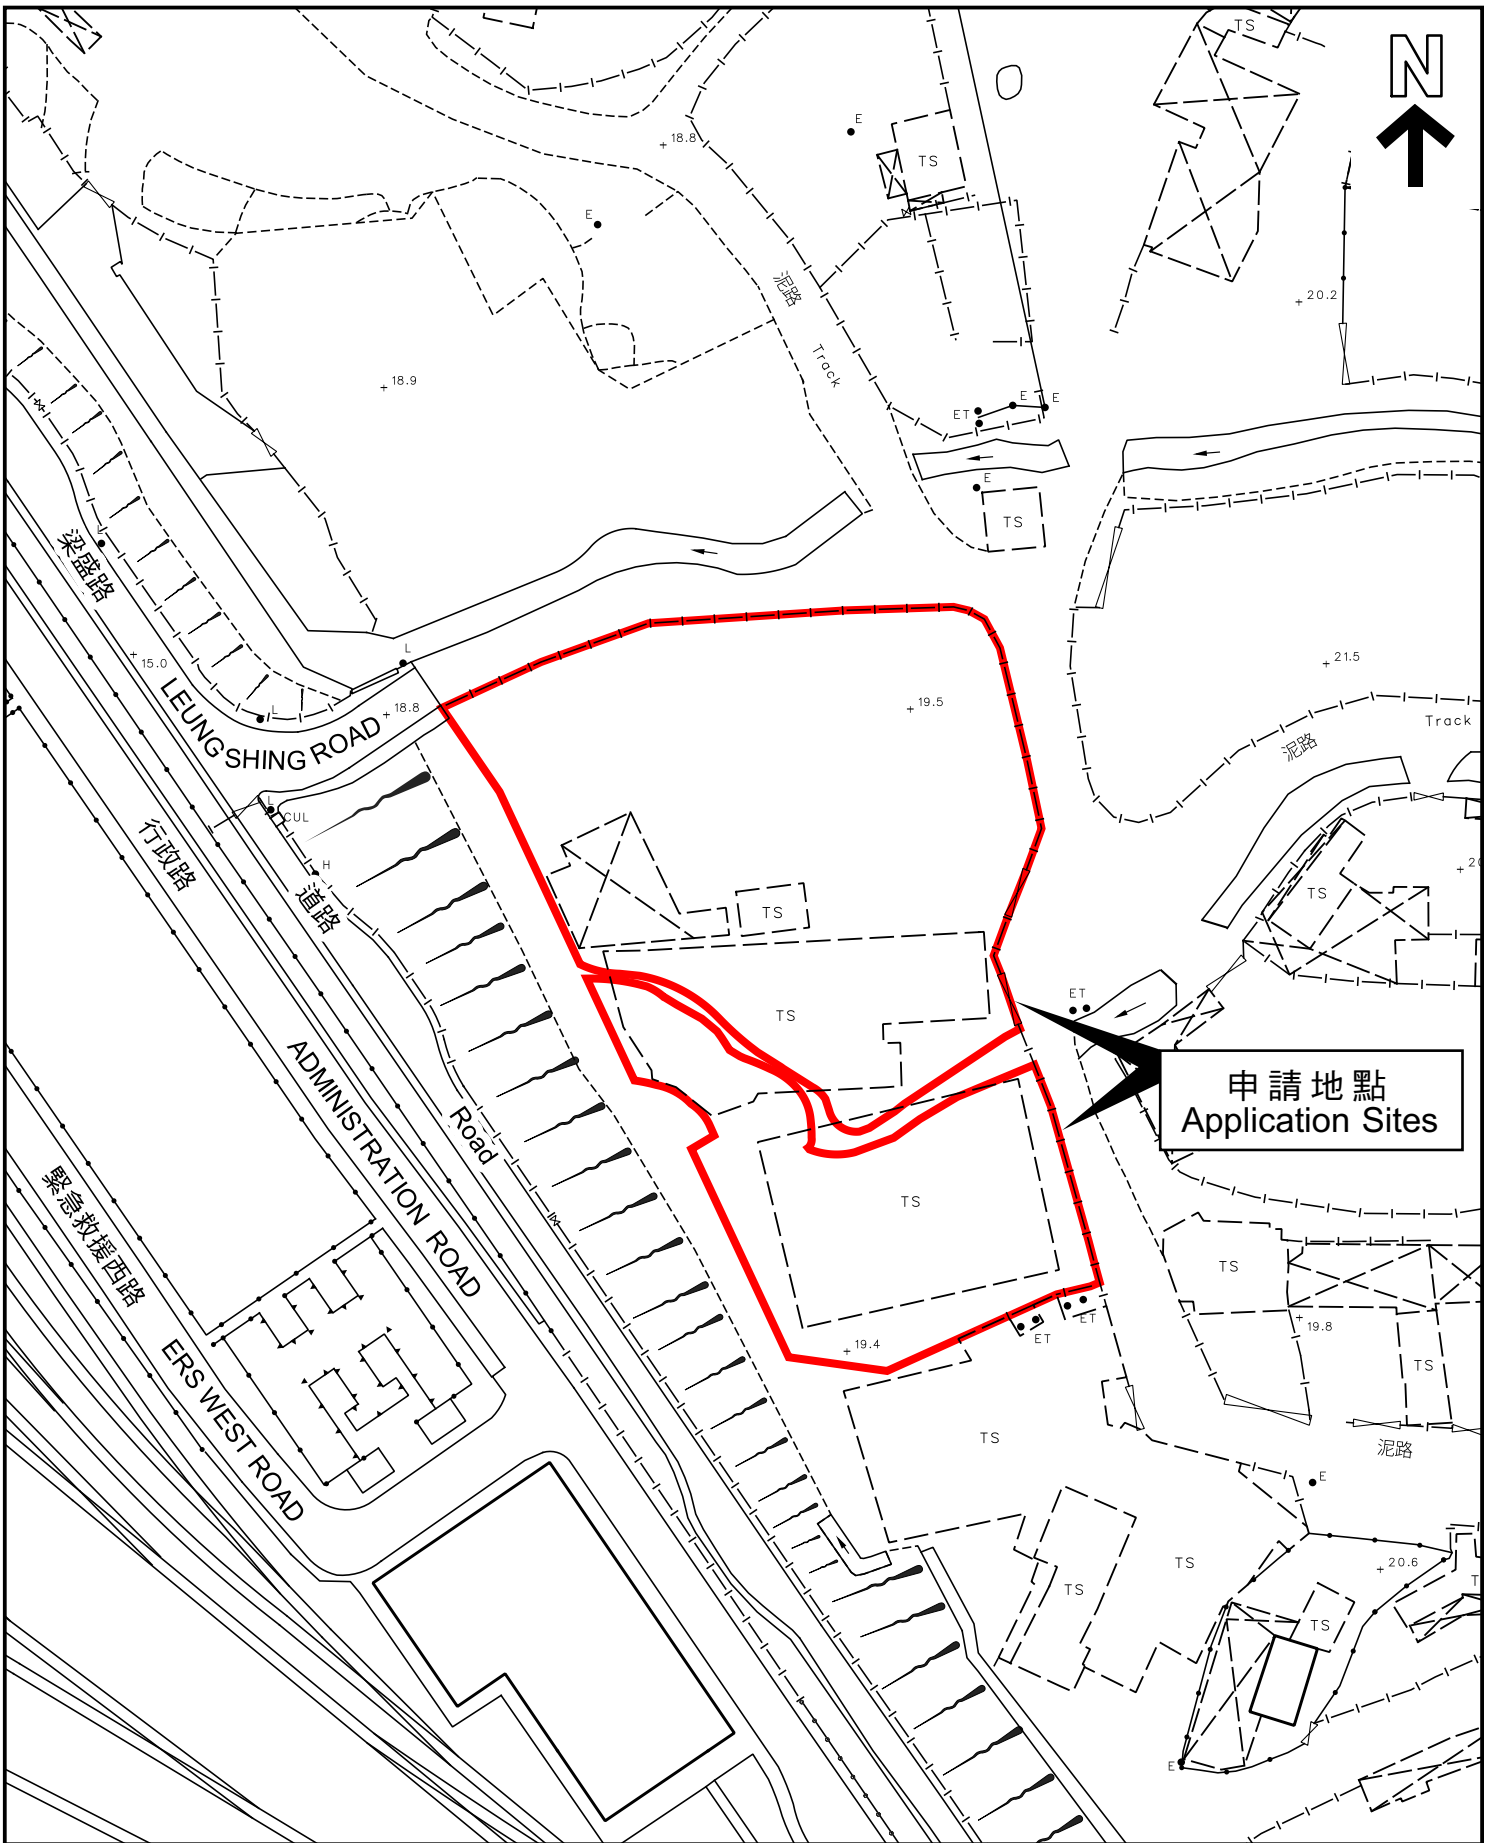 TS
N
E
18.8
TS
E
泥路
20.2
Track
18.9
E
E
ET
E
TS
L
梁盛路
L
15.0
21.5
LEUNG SHING ROAD
L
18.8
19.5
Track
泥路
L
CUL
行政路
H
道路
TS
TS
TS
ET
申請地點
Application Sites
ADMINISTRATION ROAD
Road
緊急救援西路
TS
TS
ET
ET
19.8
19.4
ERS WEST ROAD
TS
TS
泥路
E
TS
TS
20.6
TS
E